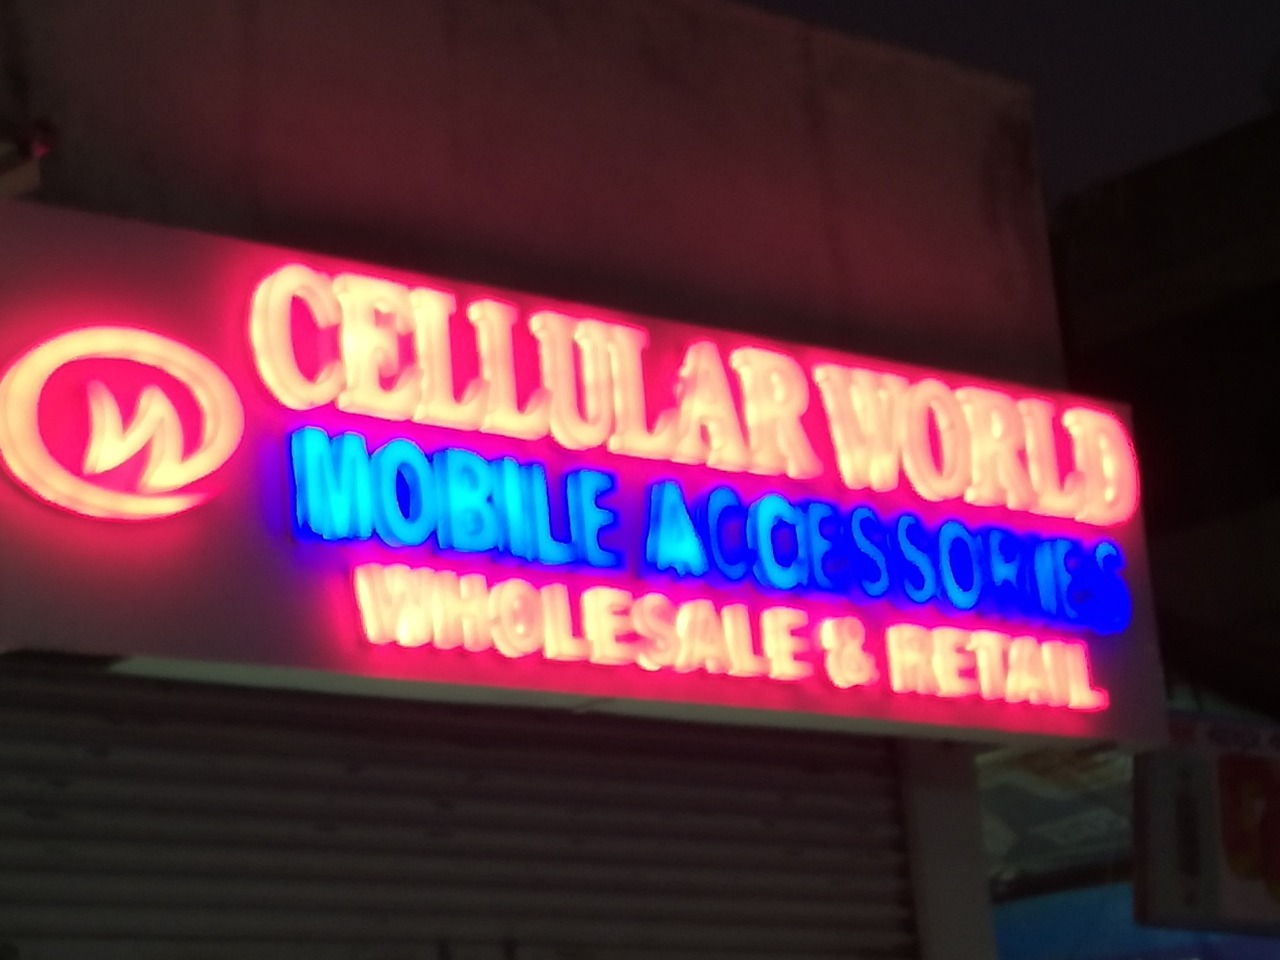 CELLULAR WORLD
MOBILE ACCESSORIES
WHOLESALE & RETAIL